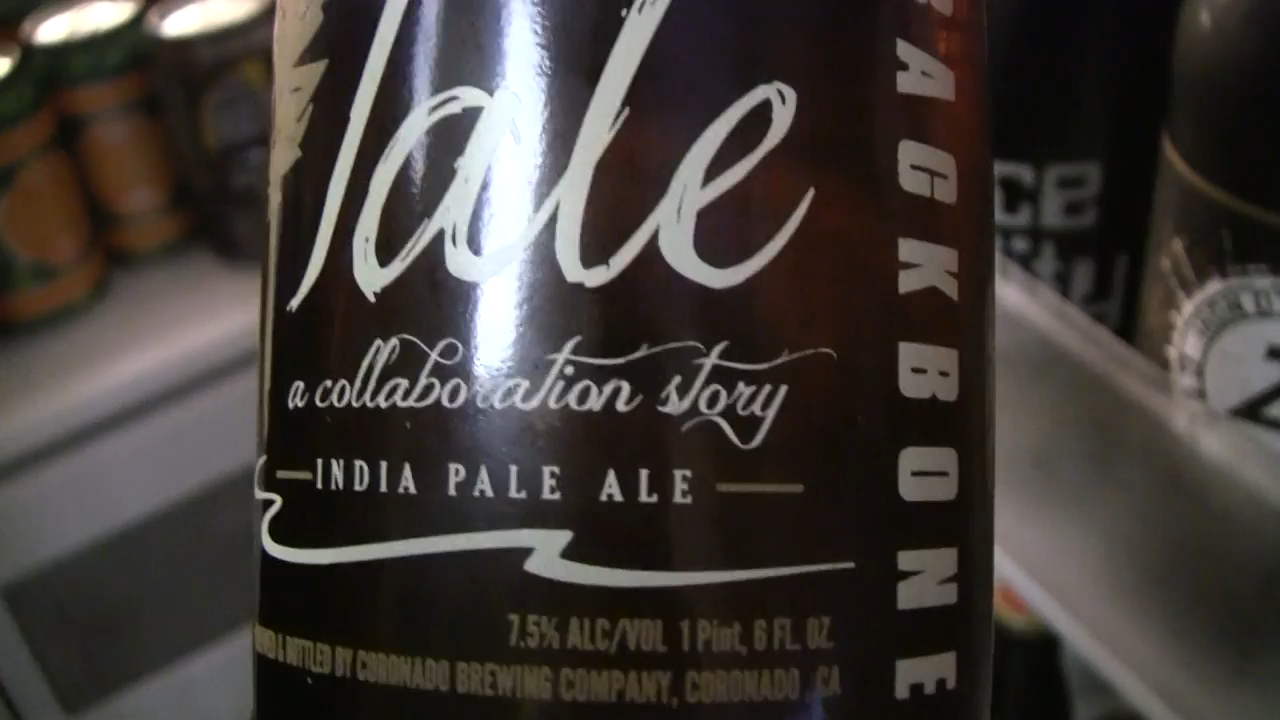 Tale
a collaboration story
INDIA PALE ALE
7.5% ALC/VOL 1 Pint, 6 FL. OZ.
& BOTTLED BY CORONADO BREWING COMPANY, CORONADO, CA
BACKBONE